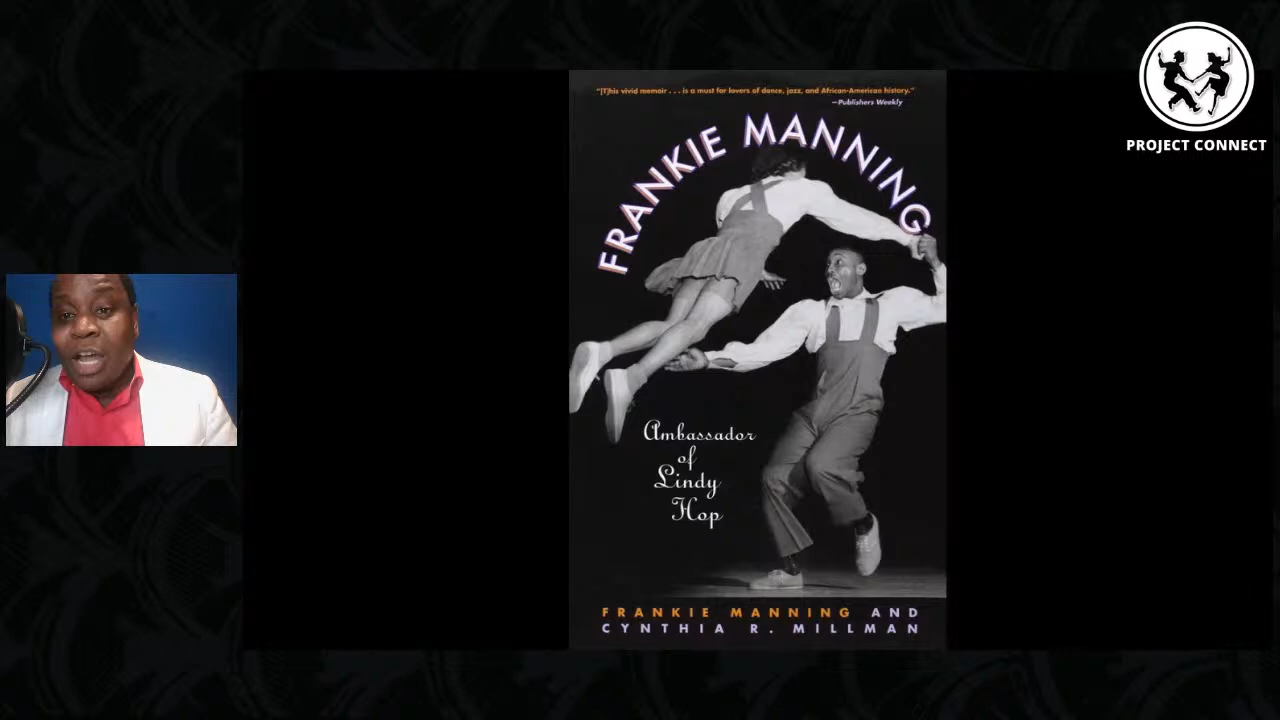 "[T]his vivid memoir . . . is a must for lovers of dance, jazz, and African-American history."
—Publishers Weekly
FRANKIE MANNING
Ambassador
of
Lindy
Hop
FRANKIE MANNING AND
CYNTHIA R. MILLMAN
PROJECT CONNECT